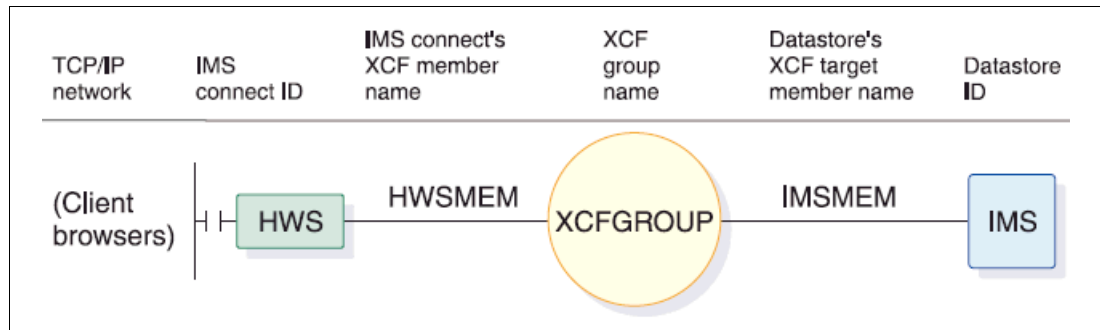 TCP/IP
network
IMS
connect ID
IMS connect's
XCF member
name
XCF
group
name
Datastore's
XCF target
member name
Datastore
ID
(Client
browsers)
HWS
HWSMEM
XCFGROUP
IMSMEM
IMS